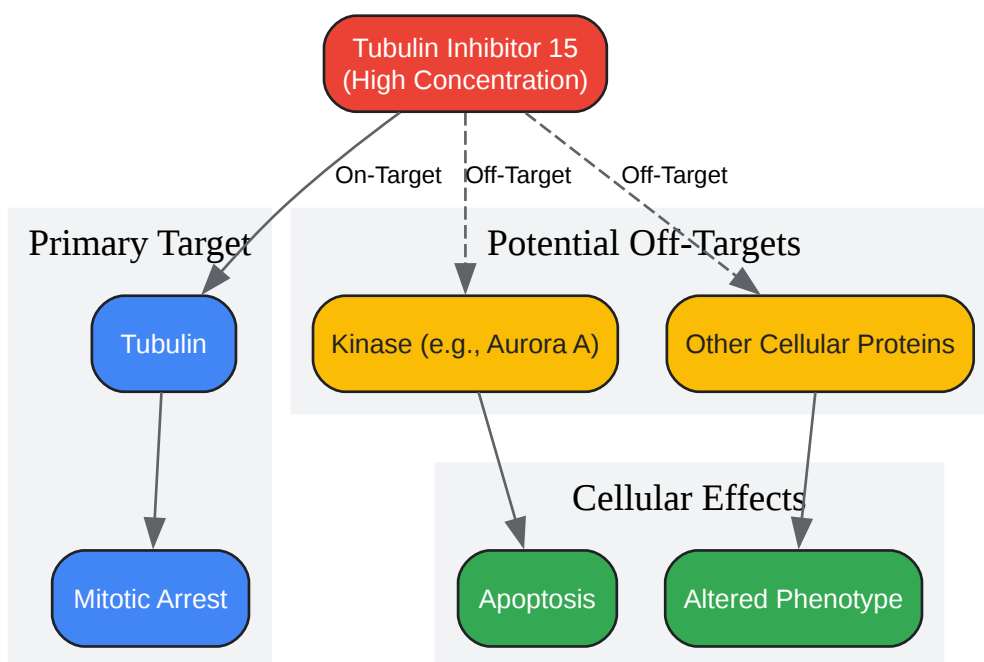 Tubulin Inhibitor 15
(High Concentration)
On-Target
Off-Target
Off-Target
Primary Target
Potential Off-Targets
Tubulin
Kinase (e.g., Aurora A)
Other Cellular Proteins
Cellular Effects
Mitotic Arrest
Apoptosis
Altered Phenotype